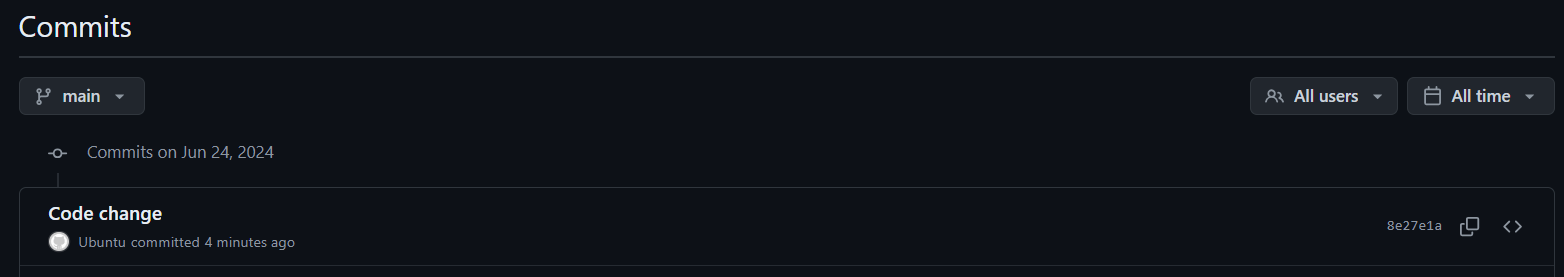 Commits
main
All users
All time
Commits on Jun 24, 2024
Code change
8e27e1a
Ubuntu committed 4 minutes ago